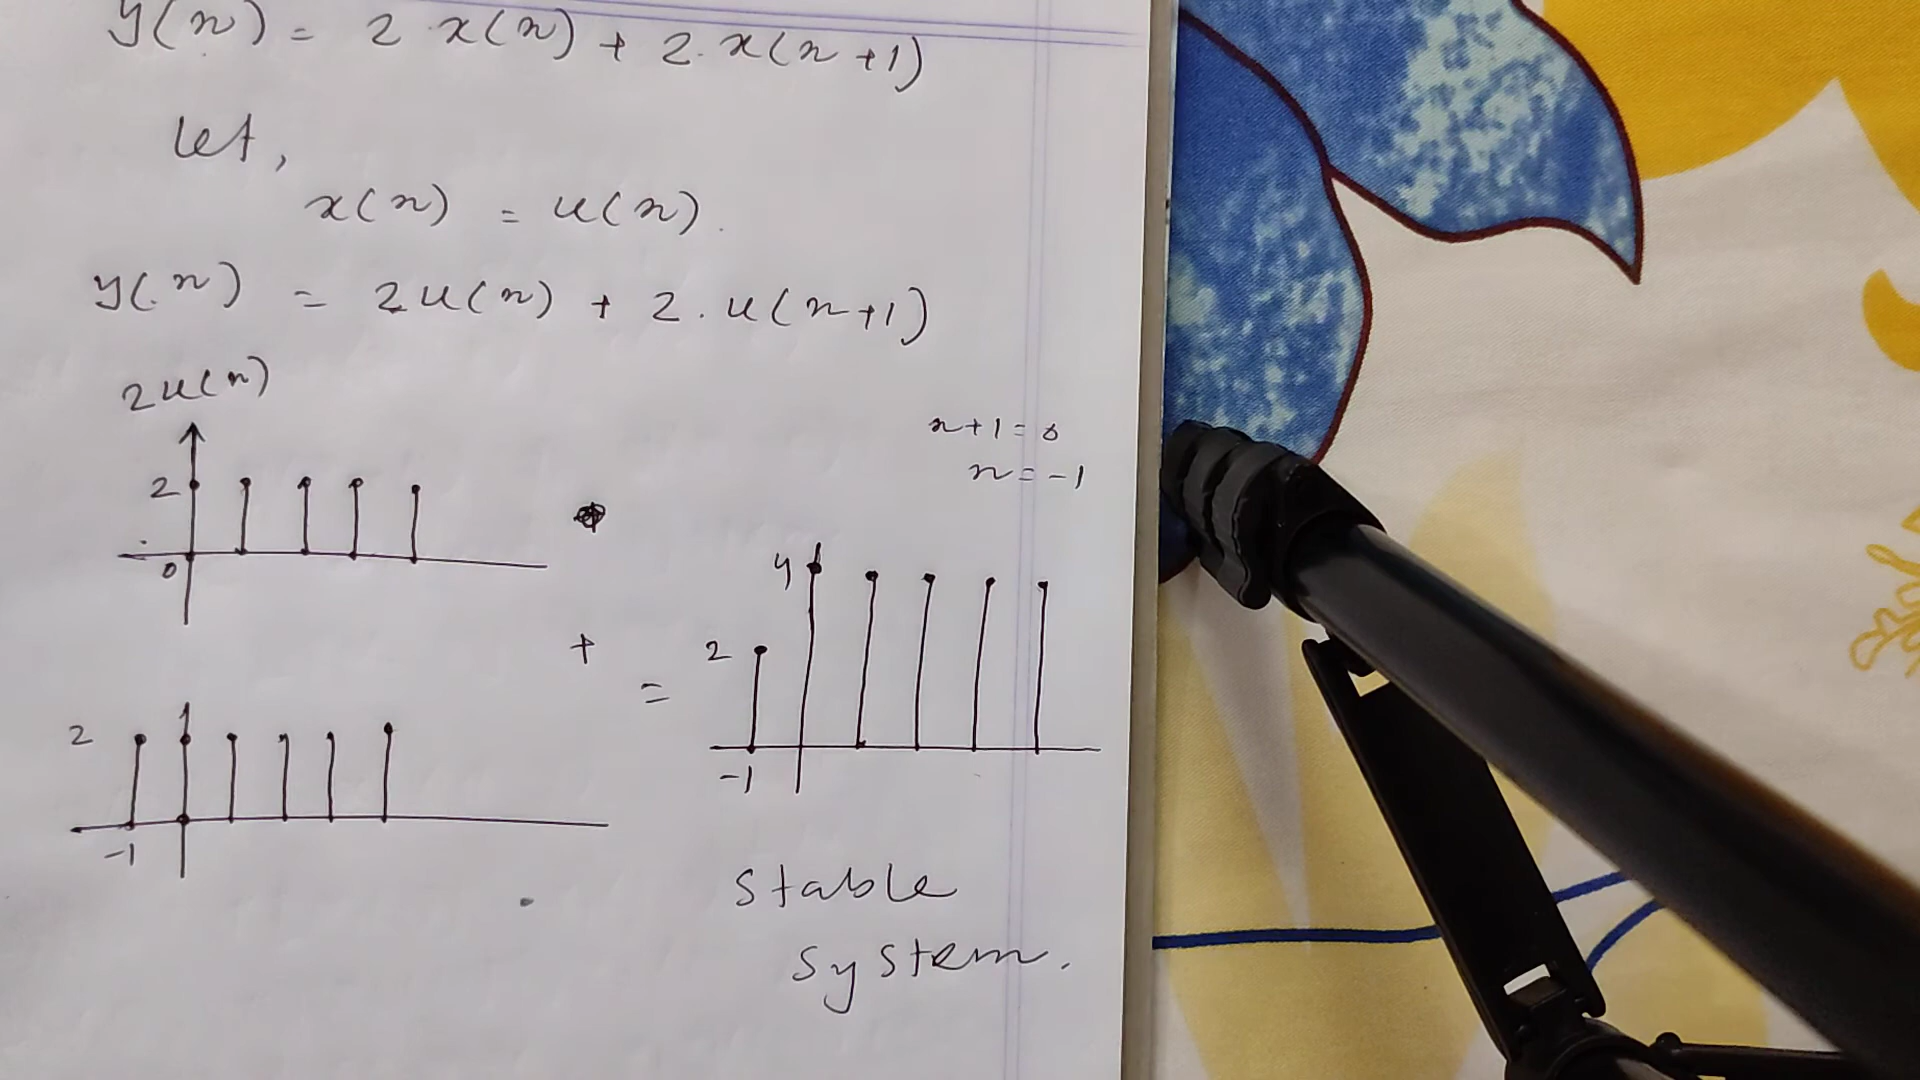 y(n) = 2 x(n) + 2. x(n+1)
let,
x(n) = u(n).
y(n) = 2u(n) + 2. u(n+1)
2u(n)
n+1=0
n=-1
2
0
+
2
-1
=
4
2
-1
stable
system.